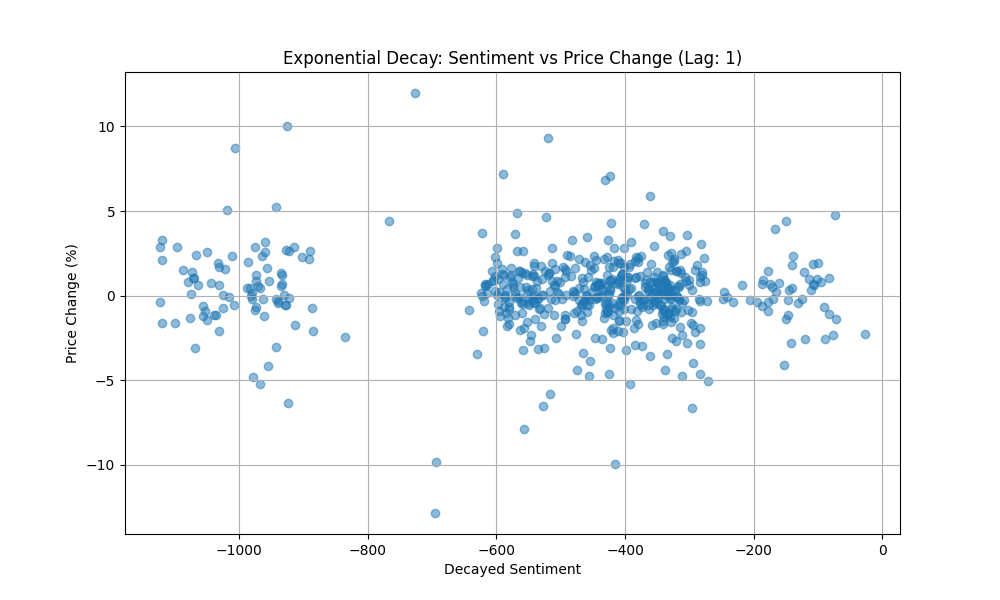 Exponential Decay: Sentiment vs Price Change (Lag: 1)
Price Change (%)
10
5
0
−5
−10
−1000 −800 −600 −400 −200 0
Decayed Sentiment